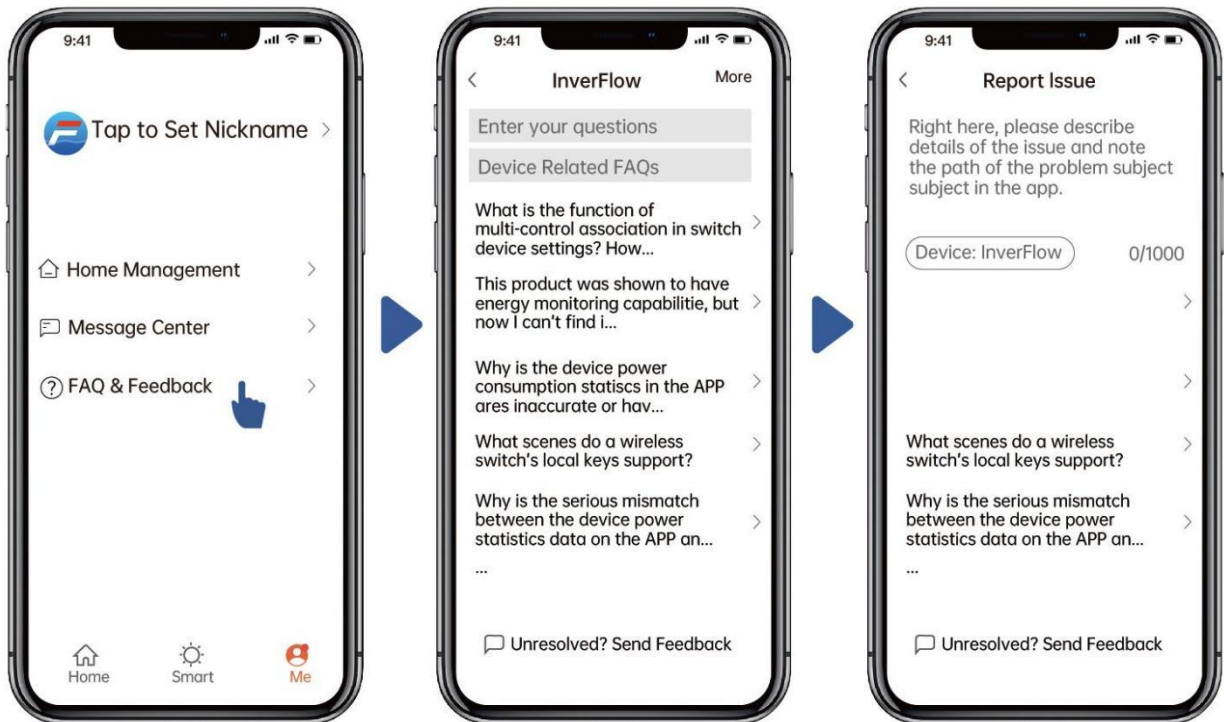 9:41
Tap to Set Nickname
Home Management
Message Center
FAQ & Feedback
Home
Smart
Me
9:41
InverFlow
More
Enter your questions
Device Related FAQs
What is the function of
multi-control association in switch
device settings? How...
This product was shown to have
energy monitoring capabilitie, but
now I can't find i...
Why is the device power
consumption statiscs in the APP
ares inaccurate or hav...
What scenes do a wireless
switch's local keys support?
Why is the serious mismatch
between the device power
statistics data on the APP an...
...
Unresolved? Send Feedback
9:41
Report Issue
Right here, please describe
details of the issue and note
the path of the problem subject
subject in the app.
Device: InverFlow
0/1000
What scenes do a wireless
switch's local keys support?
Why is the serious mismatch
between the device power
statistics data on the APP an...
...
Unresolved? Send Feedback